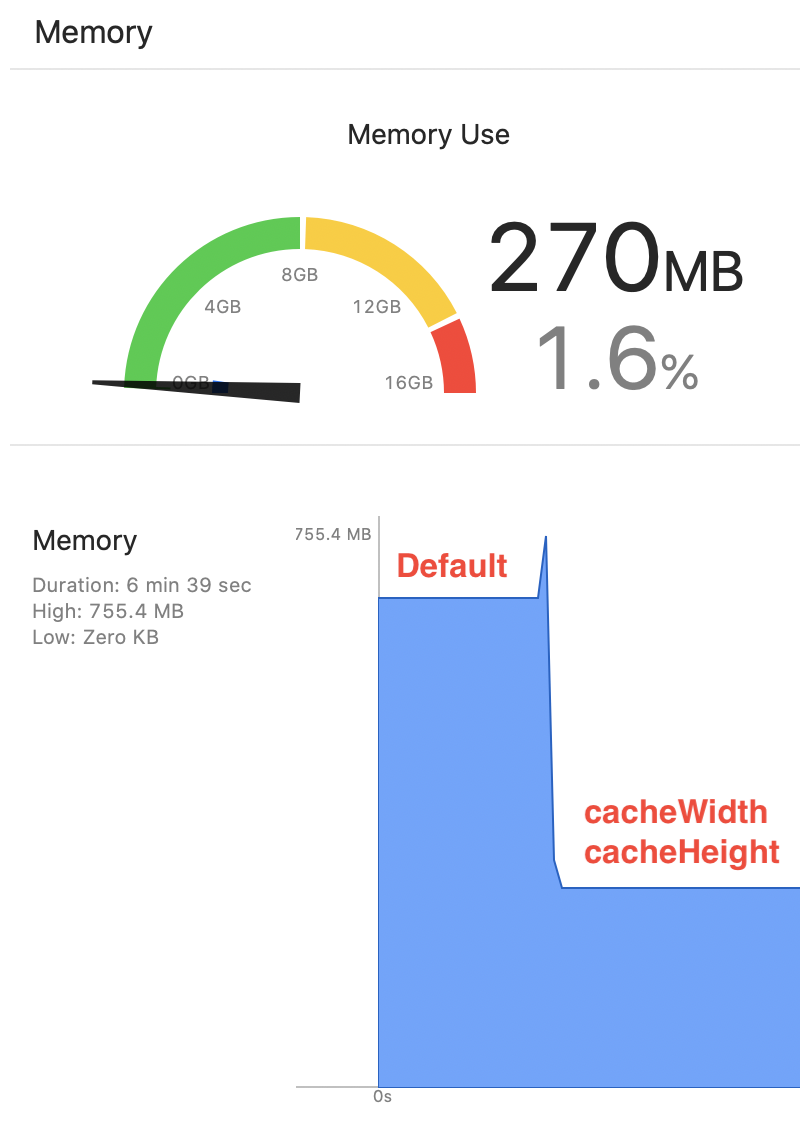 Memory
Memory Use
8GB
4GB
12GB
0GB
16GB
270MB
1.6%
Memory
Duration: 6 min 39 sec
High: 755.4 MB
Low: Zero KB
755.4 MB
Default
cacheWidth
cacheHeight
0s